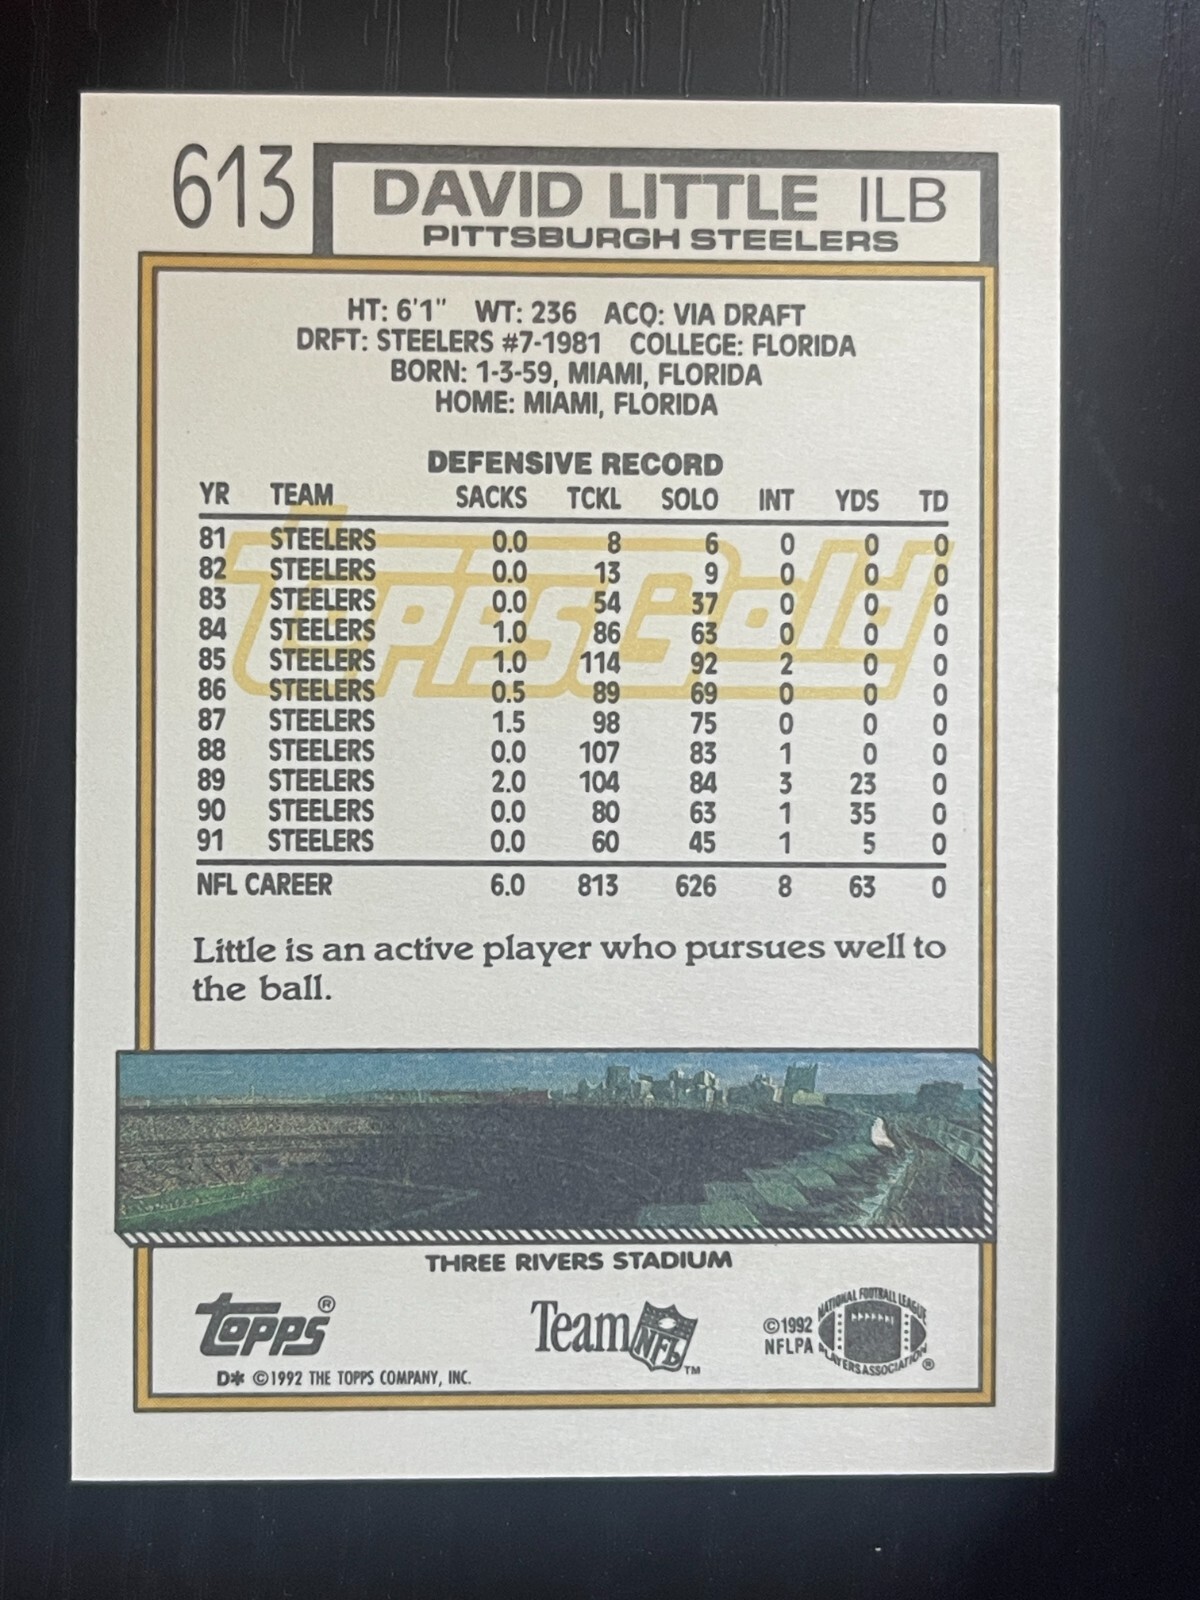 613
DAVID LITTLE ILB
PITTSBURGH STEELERS
HT: 6'1" WT: 236 ACQ: VIA DRAFT
DRFT: STEELERS #7-1981 COLLEGE: FLORIDA
BORN: 1-3-59, MIAMI, FLORIDA
HOME: MIAMI, FLORIDA
DEFENSIVE RECORD
YR TEAM SACKS TCKL SOLO INT YDS TD
81 STEELERS 0.0 8 6 0 0 0
82 STEELERS 0.0 13 9 0 0 0
83 STEELERS 0.0 54 37 0 0 0
84 STEELERS 1.0 86 63 0 0 0
85 STEELERS 1.0 114 92 2 0 0
86 STEELERS 0.5 89 69 0 0 0
87 STEELERS 1.5 98 75 0 0 0
88 STEELERS 0.0 107 83 1 0 0
89 STEELERS 2.0 104 84 3 23 0
90 STEELERS 0.0 80 63 1 35 0
91 STEELERS 0.0 60 45 1 5 0
NFL CAREER 6.0 813 626 8 63 0
ToppsGold
Little is an active player who pursues well to
the ball.
THREE RIVERS STADIUM
Topps®
D* ©1992 THE TOPPS COMPANY, INC.
Team NFL™
©1992
NFLPA
NATIONAL FOOTBALL LEAGUE
PLAYERS ASSOCIATION ®